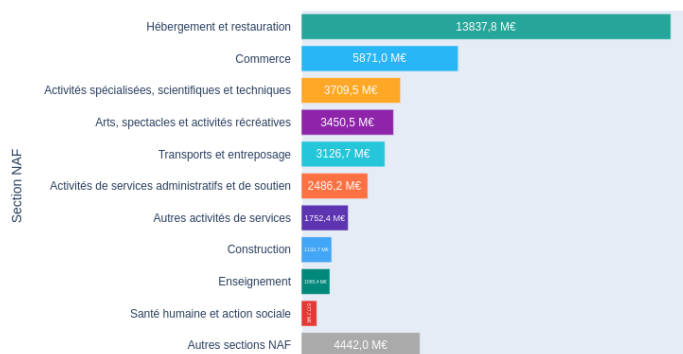 Hébergement et restauration
13837,8 M€
Commerce
5871,0 M€
Activités spécialisées, scientifiques et techniques
3709,5 M€
Arts, spectacles et activités récréatives
3450,5 M€
Transports et entreposage
3126,7 M€
Section NAF
Activités de services administratifs et de soutien
2486,2 M€
Autres activités de services
1752,4 M€
Construction
Enseignement
Santé humaine et action sociale
Autres sections NAF
4442,0 M€